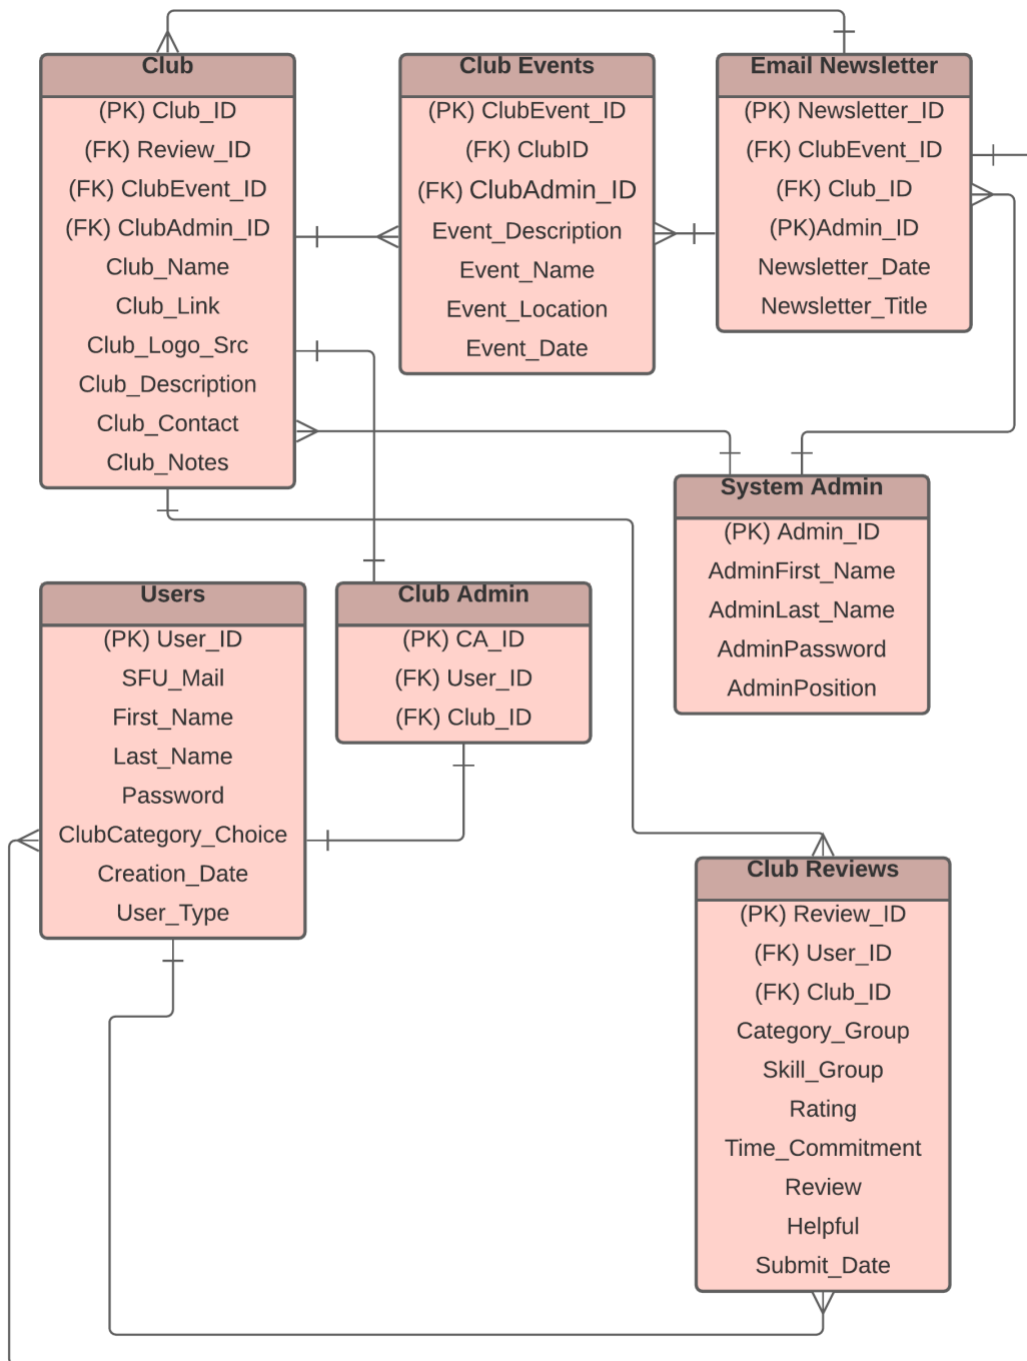 Club
(PK) Club_ID
(FK) Review_ID
(FK) ClubEvent_ID
(FK) ClubAdmin_ID
Club_Name
Club_Link
Club_Logo_Src
Club_Description
Club_Contact
Club_Notes
Club Events
(PK) ClubEvent_ID
(FK) ClubID
(FK) ClubAdmin_ID
Event_Description
Event_Name
Event_Location
Event_Date
Email Newsletter
(PK) Newsletter_ID
(FK) ClubEvent_ID
(FK) Club_ID
(PK)Admin_ID
Newsletter_Date
Newsletter_Title
System Admin
(PK) Admin_ID
AdminFirst_Name
AdminLast_Name
AdminPassword
AdminPosition
Users
(PK) User_ID
SFU_Mail
First_Name
Last_Name
Password
ClubCategory_Choice
Creation_Date
User_Type
Club Admin
(PK) CA_ID
(FK) User_ID
(FK) Club_ID
Club Reviews
(PK) Review_ID
(FK) User_ID
(FK) Club_ID
Category_Group
Skill_Group
Rating
Time_Commitment
Review
Helpful
Submit_Date